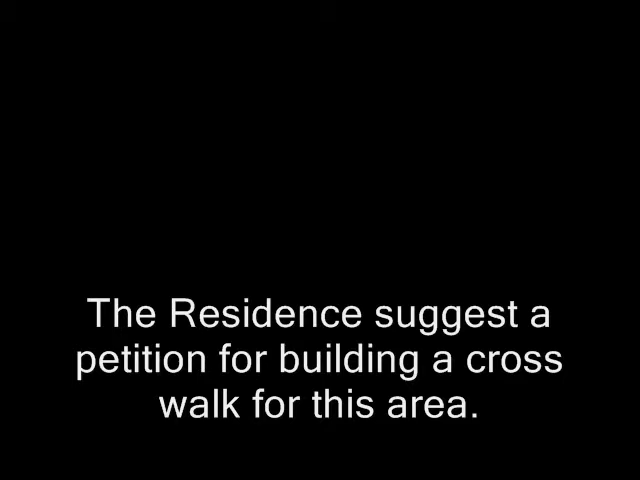 The Residence suggest a
petition for building a cross
walk for this area.